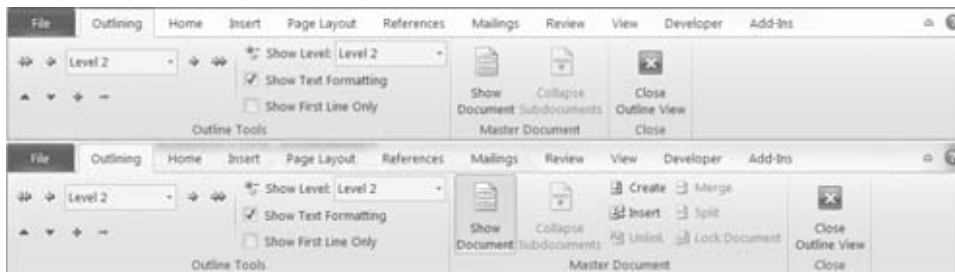 File Outlining Home Insert Page Layout References Mailings Review View Developer Add-Ins
Level 2 Show Level: Level 2
Show Text Formatting
Show First Line Only
Show Document Collapse Subdocuments Close Outline View
Outline Tools Master Document Close
File Outlining Home Insert Page Layout References Mailings Review View Developer Add-Ins
Level 2 Show Level: Level 2 Create Merge
Show Text Formatting Insert Split
Show First Line Only Unlink Lock Document
Show Document Collapse Subdocuments Close Outline View
Outline Tools Master Document Close